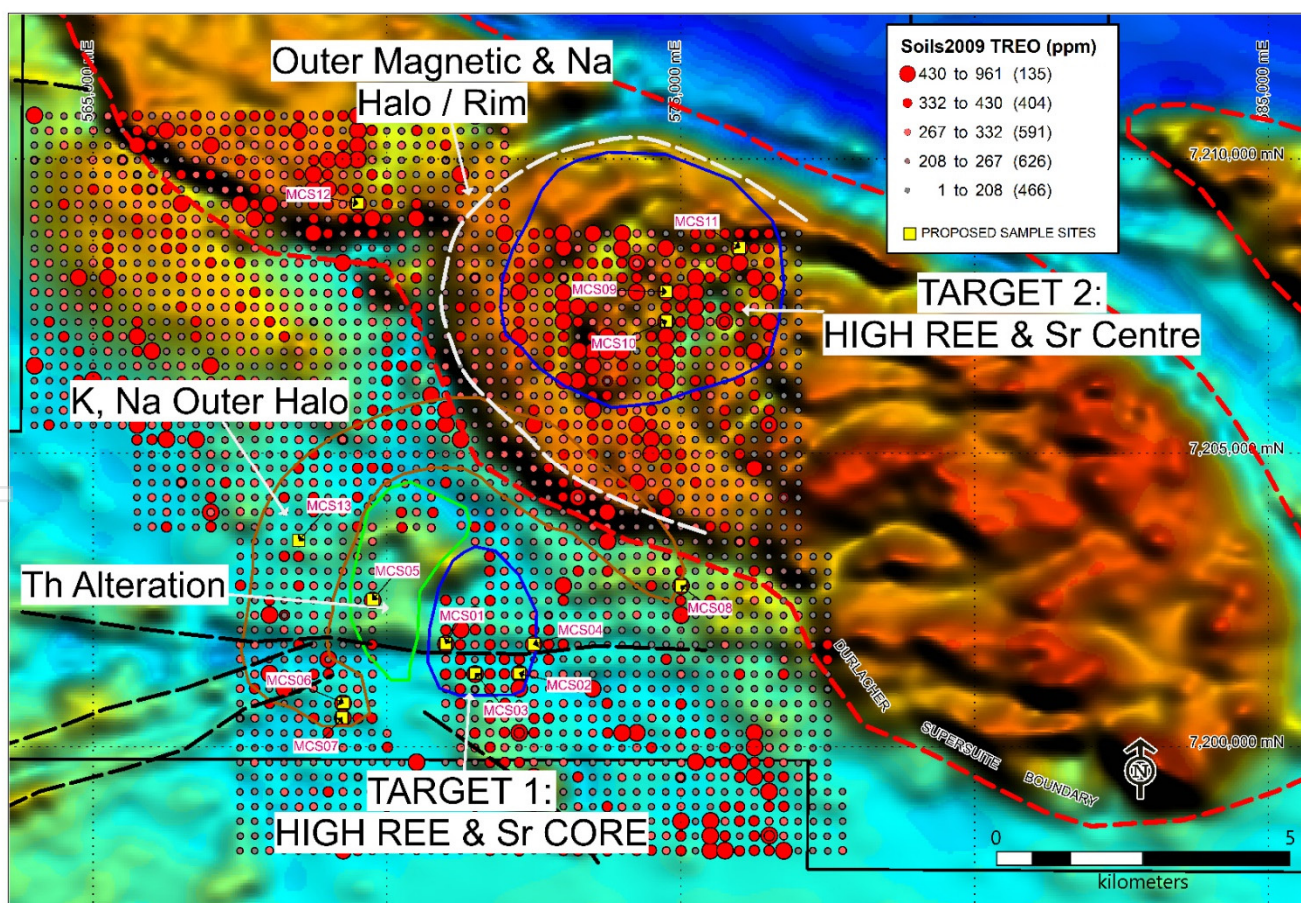 565,000 mE
575,000 mE
585,000 mE
Outer Magnetic & Na
Halo / Rim
Soils2009 TREO (ppm)
430 to 961 (135)
332 to 430 (404)
267 to 332 (591)
208 to 267 (626)
1 to 208 (466)
PROPOSED SAMPLE SITES
7,210,000 mN
MCS12
MCS11
MCS09
MCS10
TARGET 2:
HIGH REE & Sr Centre
K, Na Outer Halo
7,205,000 mN
MCS13
Th Alteration
MCS05
MCS01
MCS04
MCS08
MCS06
MCS02
MCS03
MCS07
DURLACHER
SUPERSUITE
BOUNDARY
7,200,000 mN
N
TARGET 1:
HIGH REE & Sr CORE
0
5
kilometers